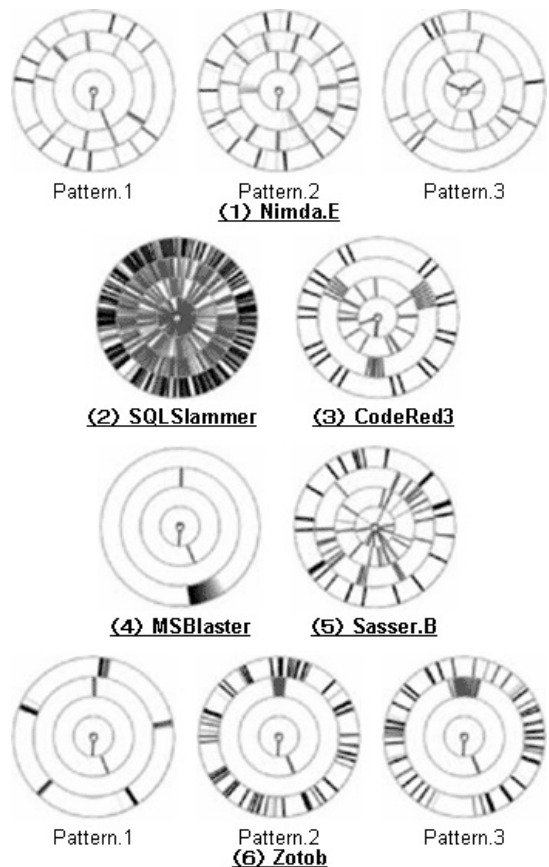 Pattern.1 Pattern.2 Pattern.3
(1) Nimda.E
(2) SQLSlammer (3) CodeRed3
(4) MSBlaster (5) Sasser.B
Pattern.1 Pattern.2 Pattern.3
(6) Zotob